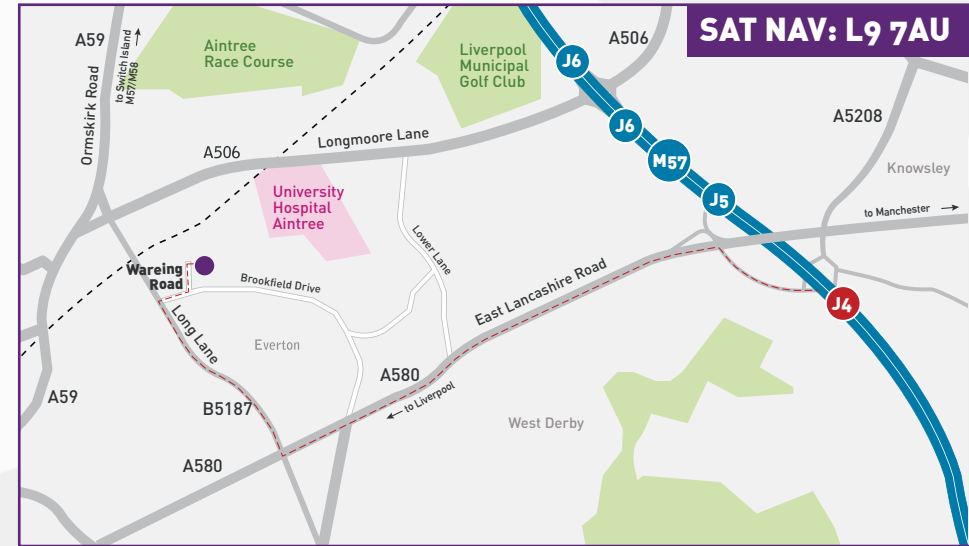 SAT NAV: L9 7AU
A59
to Switch Island
M57/M58
Ormskirk Road
Aintree
Race Course
Liverpool
Municipal
Golf Club
J6
A506
J6
M57
A5208
Knowsley
A506
Longmoore Lane
J5
to Manchester
University
Hospital
Aintree
Lower Lane
Wareing
Road
Brookfield Drive
East Lancashire Road
J4
Long Lane
Everton
A580
to Liverpool
A59
B5187
West Derby
A580